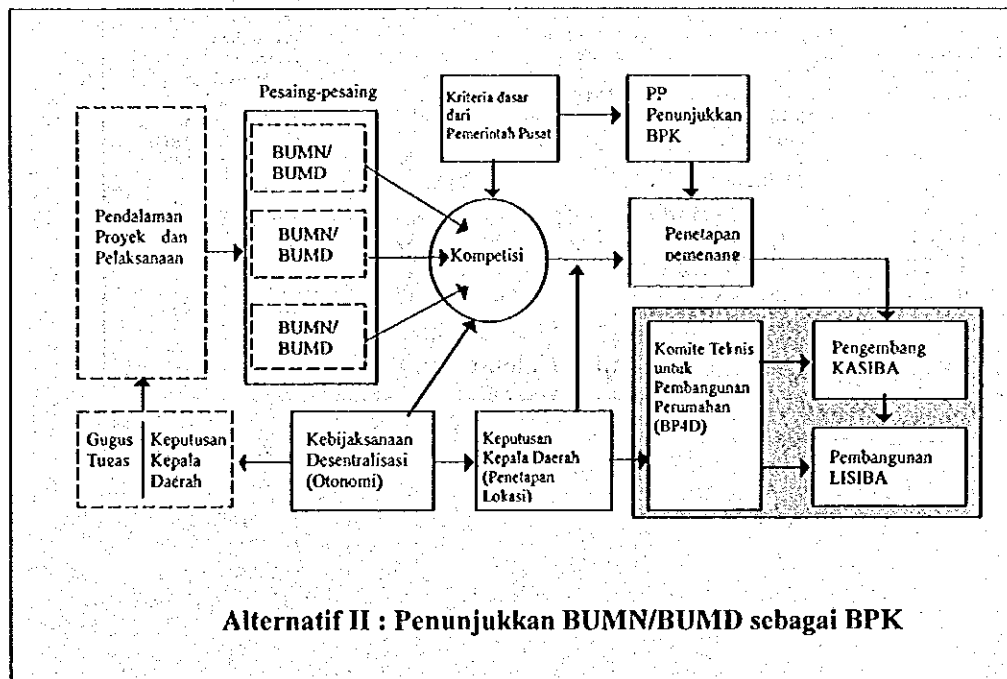 Pesaing-pesaing
Pendalaman
Proyek dan
Pelaksanaan
BUMN/
BUMD
BUMN/
BUMD
BUMN/
BUMD
Kriteria dasar
dari
Pemerintah Pusat
PP
Penunjukkan
BPK
Kompetisi
Penetapan
pemenang
Gugus
Tugas
Keputusan
Kepala
Daerah
Kebijaksanaan
Desentralisasi
(Otonomi)
Keputusan
Kepala Daerah
(Penetapan
Lokasi)
Komite Teknis
untuk
Pembangunan
Perumahan
(BP4D)
Pengembang
KASIBA
Pembangunan
LISIBA
Alternatif II : Penunjukkan BUMN/BUMD sebagai BPK